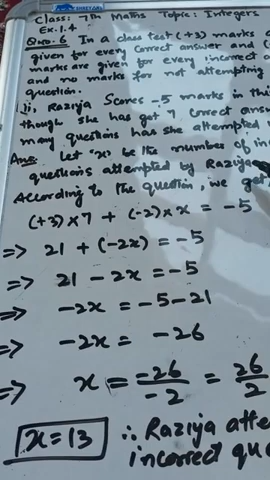 Class: 7th Maths Topic: Integers
Ex.1.4
Q.no.6 In a class test (+3) marks
given for every correct answer and (
marks are given for every incorrect
and no marks for not attempting
question.
i, Raziya Scores -5 marks in this
though she has got 7 correct
many questions has she attempted
Ans Let 'x' be the number of in
questions attempted by Raziya
According to the question, we get
(+3)×7 + (-2)×x = -5
⇒ 21 + (-2x) = -5
⇒ 21 - 2x = -5
⇒ -2x = -5-21
⇒ -2x = -26
⇒ x = -26/-2 = 26/2
x=13 ∴ Raziya atte
incorrect que